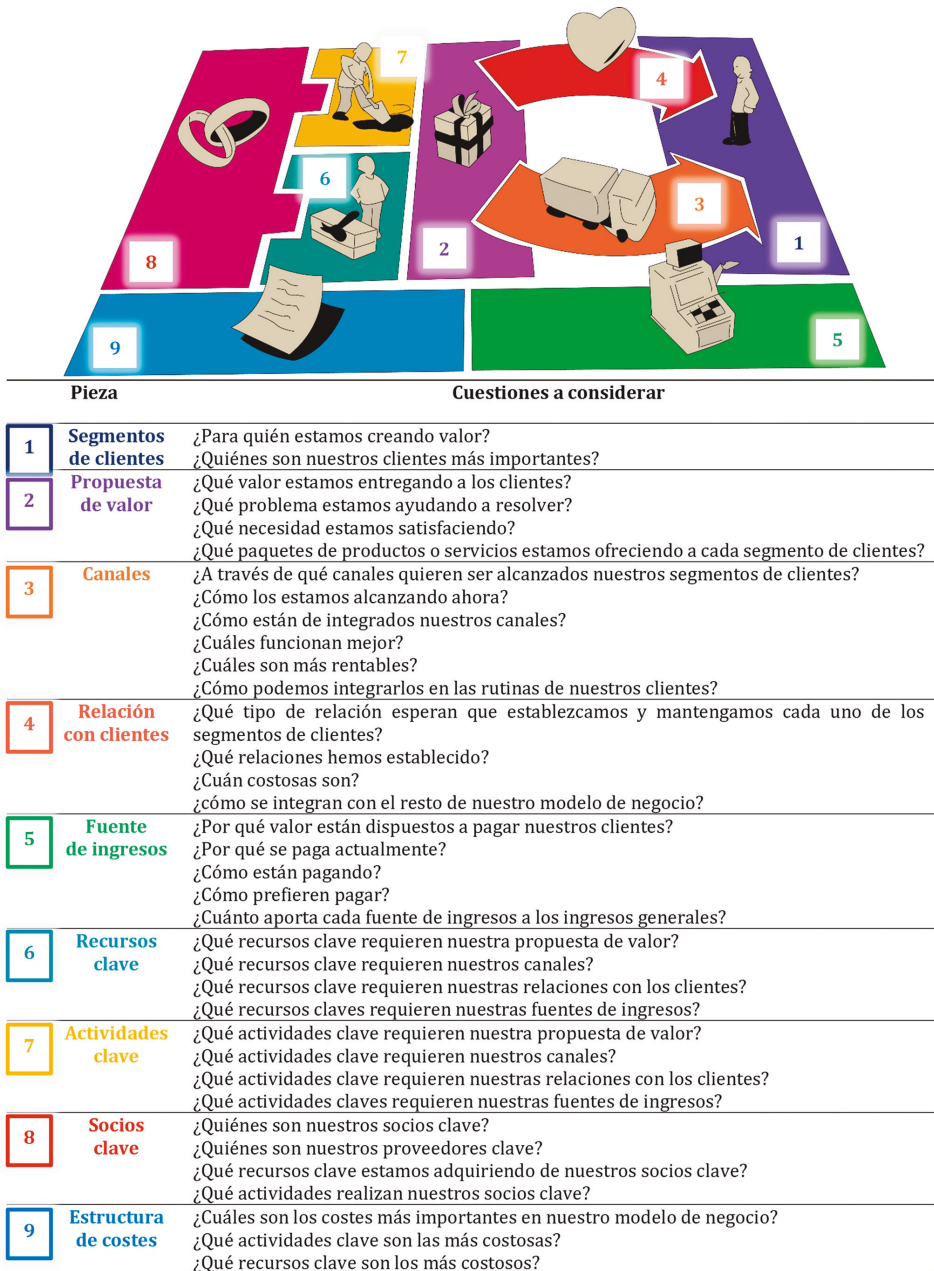 7
4
6
3
2
1
8
5
9
Pieza Cuestiones a considerar
1 Segmentos de clientes
¿Para quién estamos creando valor?
¿Quiénes son nuestros clientes más importantes?
2 Propuesta de valor
¿Qué valor estamos entregando a los clientes?
¿Qué problema estamos ayudando a resolver?
¿Qué necesidad estamos satisfaciendo?
¿Qué paquetes de productos o servicios estamos ofreciendo a cada segmento de clientes?
3 Canales
¿A través de qué canales quieren ser alcanzados nuestros segmentos de clientes?
¿Cómo los estamos alcanzando ahora?
¿Cómo están de integrados nuestros canales?
¿Cuáles funcionan mejor?
¿Cuáles son más rentables?
¿Cómo podemos integrarlos en las rutinas de nuestros clientes?
4 Relación con clientes
¿Qué tipo de relación esperan que establezcamos y mantengamos cada uno de los
segmentos de clientes?
¿Qué relaciones hemos establecido?
¿Cuán costosas son?
¿cómo se integran con el resto de nuestro modelo de negocio?
5 Fuente de ingresos
¿Por qué valor están dispuestos a pagar nuestros clientes?
¿Por qué se paga actualmente?
¿Cómo están pagando?
¿Cómo prefieren pagar?
¿Cuánto aporta cada fuente de ingresos a los ingresos generales?
6 Recursos clave
¿Qué recursos clave requieren nuestra propuesta de valor?
¿Qué recursos clave requieren nuestros canales?
¿Qué recursos clave requieren nuestras relaciones con los clientes?
¿Qué recursos claves requieren nuestras fuentes de ingresos?
7 Actividades clave
¿Qué actividades clave requieren nuestra propuesta de valor?
¿Qué actividades clave requieren nuestros canales?
¿Qué actividades clave requieren nuestras relaciones con los clientes?
¿Qué actividades claves requieren nuestras fuentes de ingresos?
8 Socios clave
¿Quiénes son nuestros socios clave?
¿Quiénes son nuestros proveedores clave?
¿Qué recursos clave estamos adquiriendo de nuestros socios clave?
¿Qué actividades realizan nuestros socios clave?
9 Estructura de costes
¿Cuáles son los costes más importantes en nuestro modelo de negocio?
¿Qué actividades clave son las más costosas?
¿Qué recursos clave son los más costosos?